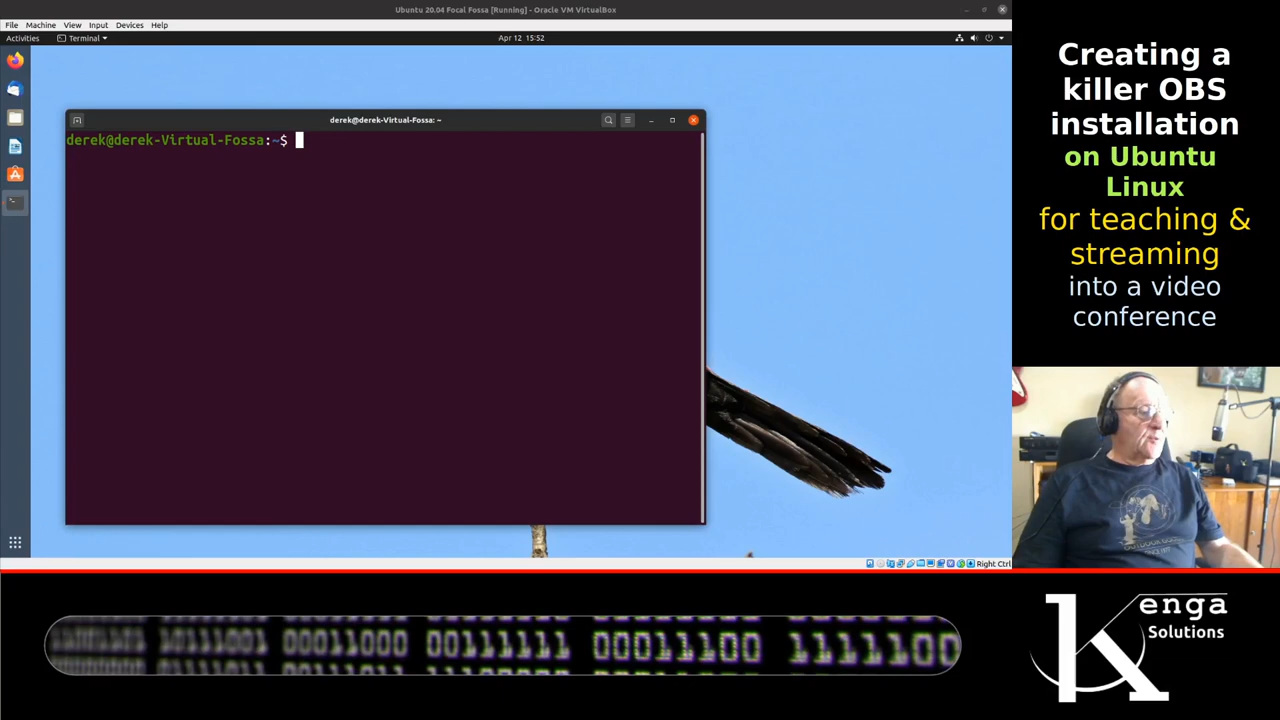 Ubuntu 20.04 Focal Fossa [Running] - Oracle VM VirtualBox
File Machine View Input Devices Help
Activities Terminal Apr 12 15:52
derek@derek-Virtual-Fossa: ~
derek@derek-Virtual-Fossa:~$
Right Ctrl
Creating a
killer OBS
installation
on Ubuntu
Linux
for teaching &
streaming
into a video
conference
10111001 00011000 00111111 00011100 1111100
Kenga
Solutions